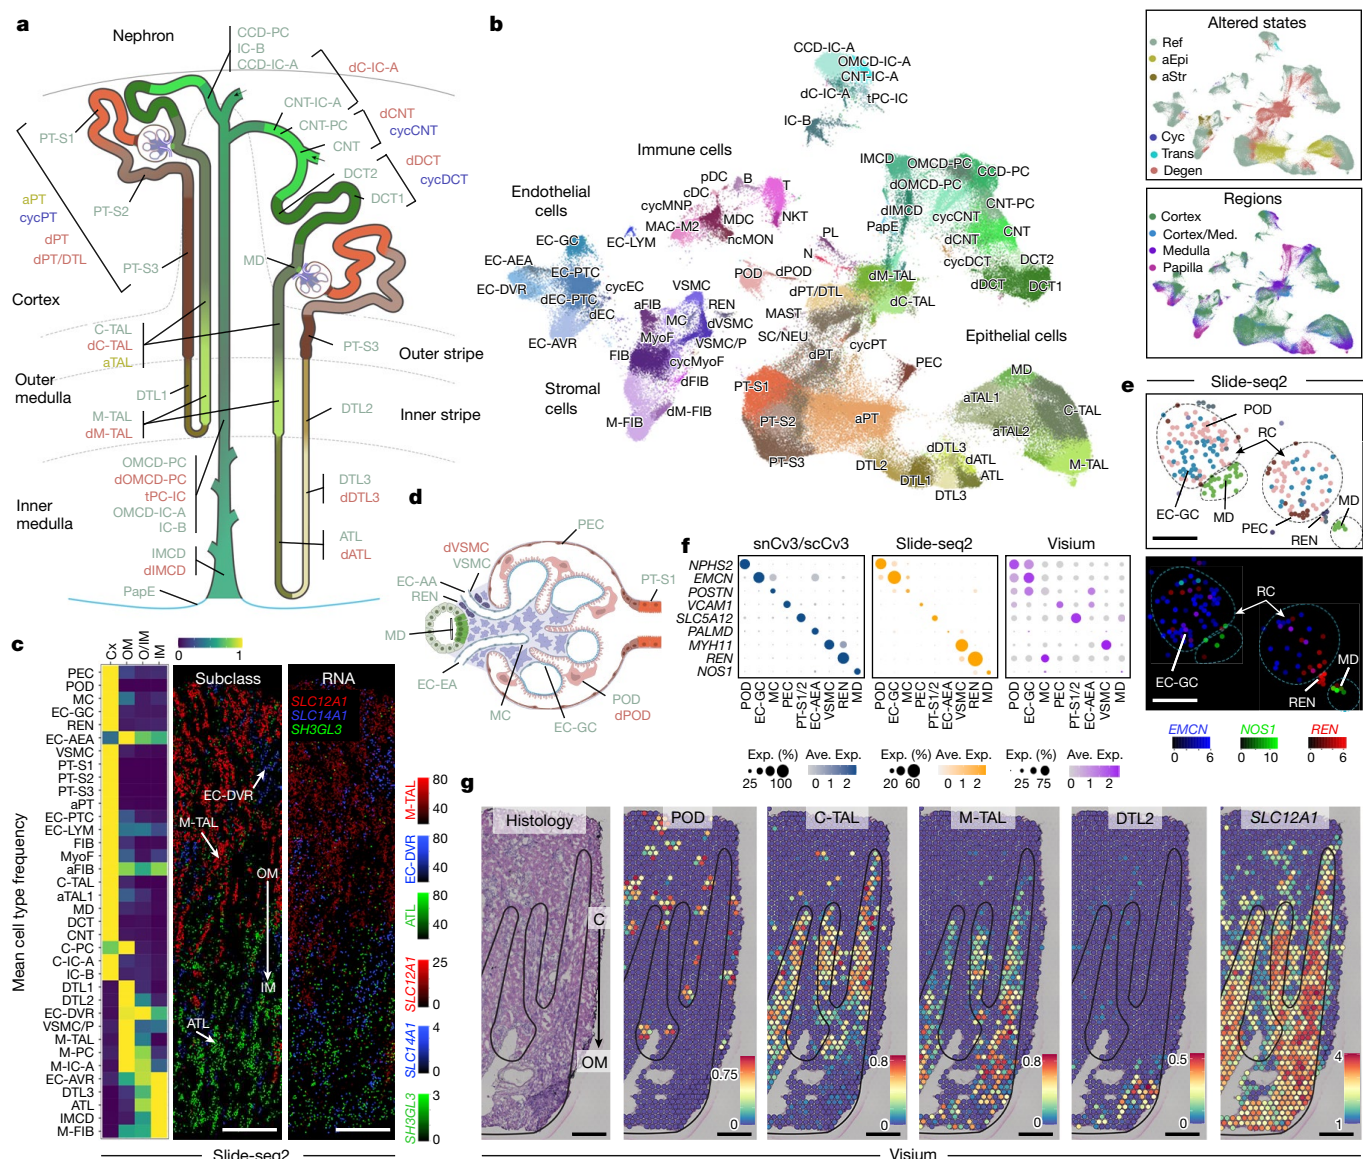 a
Nephron
CCD-PC
IC-B
CCD-IC-A
dC-IC-A
CNT-IC-A
dCNT
cycCNT
CNT-PC
CNT
dDCT
cycDCT
DCT2
DCT1
PT-S1
aPT
cycPT
PT-S2
dPT
dPT/DTL
PT-S3
MD
Cortex
C-TAL
dC-TAL
aTAL
PT-S3
Outer stripe
Outer
medulla
DTL1
DTL2
Inner stripe
M-TAL
dM-TAL
OMCD-PC
dOMCD-PC
tPC-IC
OMCD-IC-A
IC-B
DTL3
dDTL3
Inner
medulla
IMCD
dIMCD
ATL
dATL
PapE
b
CCD-IC-A
OMCD-IC-A
CNT-IC-A
dC-IC-A
tPC-IC
IC-B
Immune cells
pDC
B
T
cDC
cycMNP
MDC
NKT
MAC-M2
ncMON
Endothelial
cells
EC-GC
EC-LYM
EC-AEA
EC-PTC
EC-DVR
cycEC
dEC-PTC
dEC
EC-AVR
VSMC
REN
aFIB
MC
dVSMC
MyoF
VSMC/P
FIB
cycMyoF
dFIB
Stromal
cells
dM-FIB
M-FIB
IMCD
OMCD-PC
CCD-PC
dOMCD-PC
dIMCD
CNT-PC
cycCNT
PapE
CNT
dCNT
PL
N
cycDCT
DCT2
POD
dPOD
dM-TAL
dDCT
DCT1
dPT/DTL
dC-TAL
MAST
SC/NEU
cycPT
dPT
Epithelial cells
PEC
MD
PT-S1
aTAL1
C-TAL
PT-S2
aPT
aTAL2
PT-S3
DTL2
dDTL3
dATL
M-TAL
DTL1
ATL
DTL3
Altered states
Ref
aEpi
aStr
Cyc
Trans
Degen
Regions
Cortex
Cortex/Med.
Medulla
Papilla
c
0
1
Cx
OM
O/IM
IM
Mean cell type frequency
PEC
POD
MC
EC-GC
REN
EC-AEA
VSMC
PT-S1
PT-S2
PT-S3
aPT
EC-PTC
EC-LYM
FIB
MyoF
aFIB
C-TAL
aTAL1
MD
DCT
CNT
C-PC
C-IC-A
IC-B
DTL1
DTL2
EC-DVR
VSMC/P
M-TAL
M-PC
M-IC-A
EC-AVR
DTL3
ATL
IMCD
M-FIB
Subclass
EC-DVR
M-TAL
OM
IM
ATL
RNA
SLC12A1
SLC14A1
SH3GL3
M-TAL
80
40
EC-DVR
80
40
ATL
80
40
SLC12A1
25
0
SLC14A1
4
0
SH3GL3
3
0
Slide-seq2
d
PEC
dVSMC
VSMC
EC-AA
REN
PT-S1
MD
EC-EA
MC
EC-GC
POD
dPOD
e
Slide-seq2
POD
RC
EC-GC
MD
PEC
REN
MD
RC
EC-GC
MD
REN
EMCN
0 6
NOS1
0 10
REN
0 6
f
snCv3/scCv3
Slide-seq2
Visium
NPHS2
EMCN
POSTN
VCAM1
SLC5A12
PALMD
MYH11
REN
NOS1
POD
EC-GC
MC
PEC
PT-S1/2
EC-AEA
VSMC
REN
MD
POD
EC-GC
MC
PEC
PT-S1/2
EC-AEA
VSMC
REN
MD
POD
EC-GC
MC
PEC
PT-S1/2
EC-AEA
VSMC
REN
MD
Exp. (%)
25 100
Ave. Exp.
0 1 2
Exp. (%)
20 60
Ave. Exp.
0 1 2
Exp. (%)
25 75
Ave. Exp.
0 1 2
g
Histology
C
OM
POD
0.75
0
C-TAL
0.8
0
M-TAL
0.8
0
DTL2
0.5
0
SLC12A1
4
1
Visium